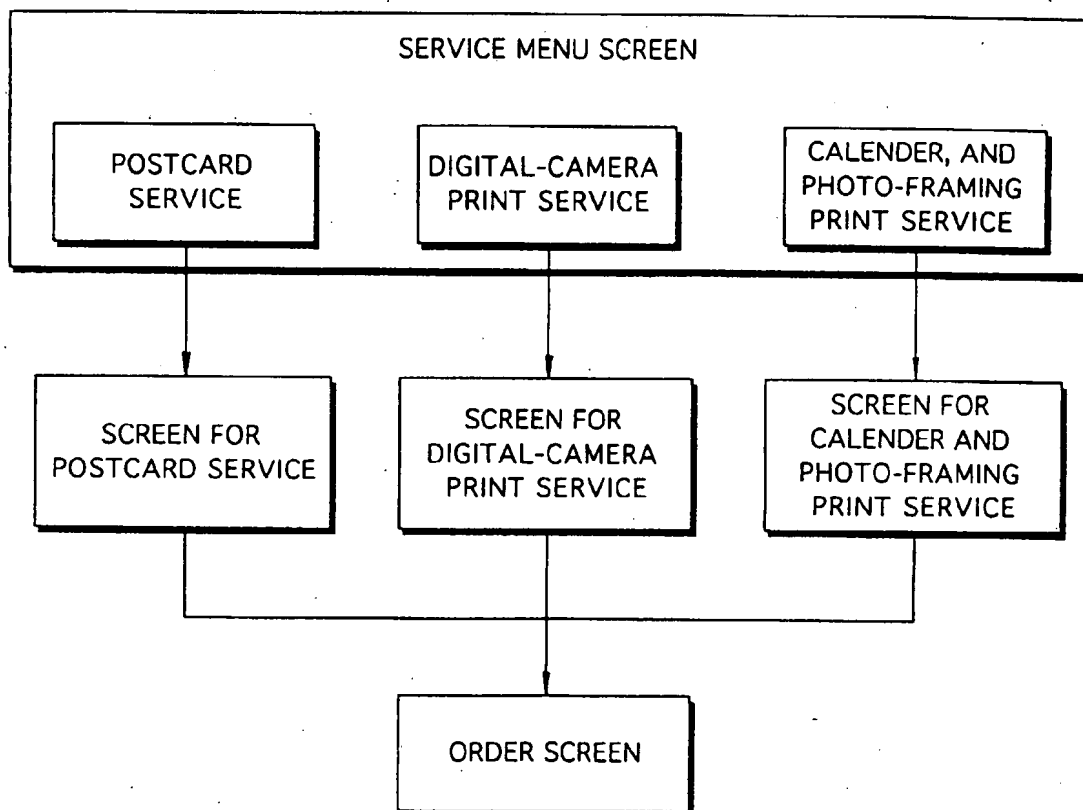 SERVICE MENU SCREEN
POSTCARD
SERVICE
DIGITAL-CAMERA
PRINT SERVICE
CALENDER, AND
PHOTO-FRAMING
PRINT SERVICE
SCREEN FOR
POSTCARD SERVICE
SCREEN FOR
DIGITAL-CAMERA
PRINT SERVICE
SCREEN FOR
CALENDER AND
PHOTO-FRAMING
PRINT SERVICE
ORDER SCREEN